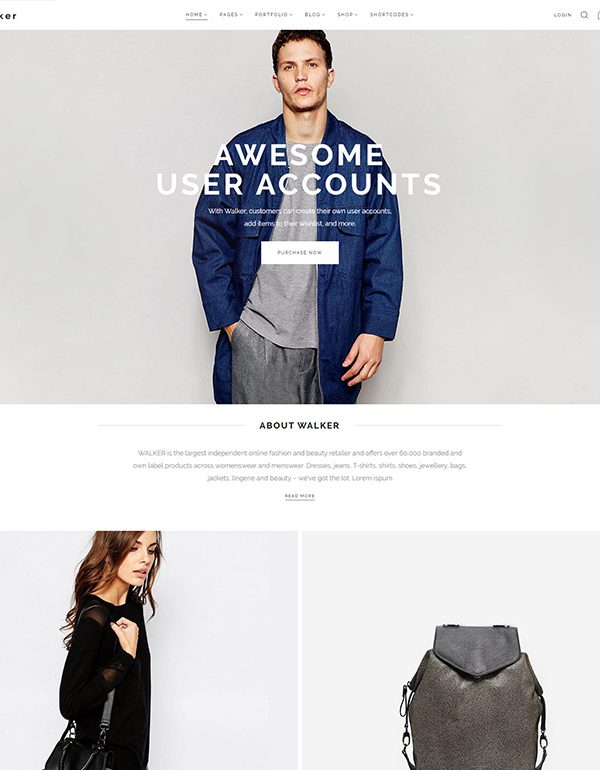 ker
HOME PAGES PORTFOLIO BLOG SHOP SHORTCODES LOGIN
AWESOME
USER ACCOUNTS
With Walker, customers can create their own user accounts,
add items to their wishlist, and more.
PURCHASE NOW
ABOUT WALKER
WALKER is the largest independent online fashion and beauty retailer and offers over 60.000 branded and
own label products across womenswear and menswear. Dresses, jeans, T-shirts, shirts, shoes, jewellery, bags,
jackets, lingerie and beauty – we've got the lot. Lorem ispum.
READ MORE